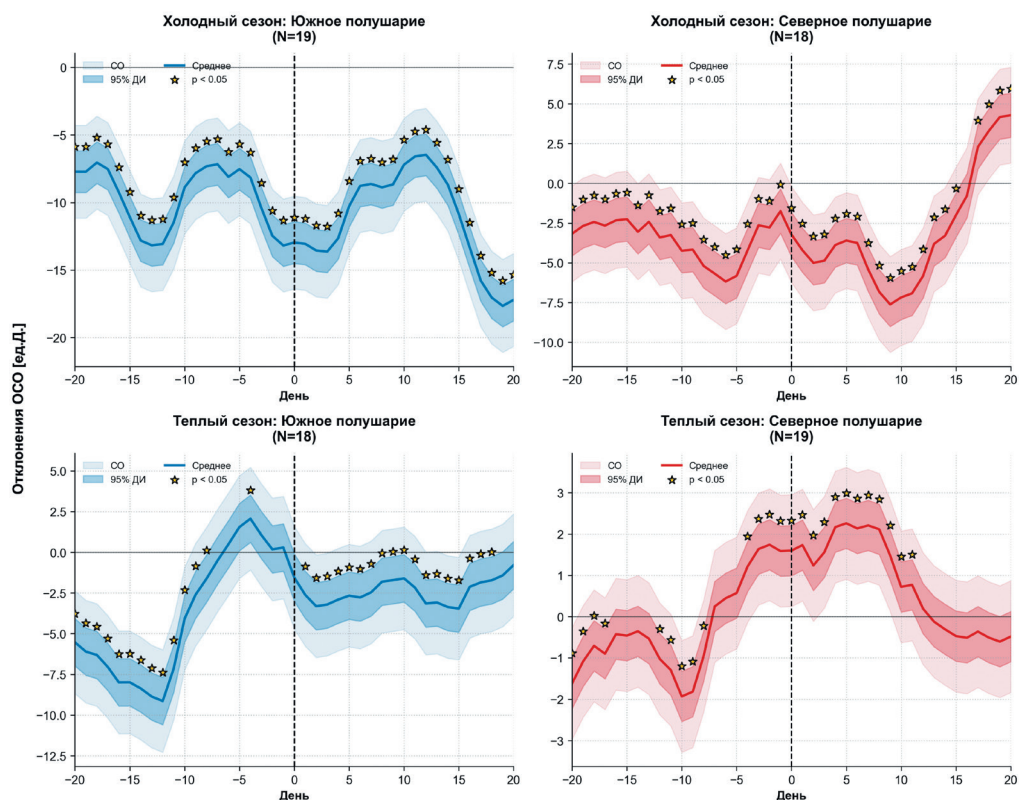 Холодный сезон: Южное полушарие
(N=19)
СО
Среднее
95% ДИ
p < 0.05
0
−5
−10
−15
−20
−20 −15 −10 −5 0 5 10 15 20
День
Холодный сезон: Северное полушарие
(N=18)
СО
Среднее
95% ДИ
p < 0.05
7.5
5.0
2.5
0.0
−2.5
−5.0
−7.5
−10.0
−20 −15 −10 −5 0 5 10 15 20
День
Отклонения ОСО [ед.Д.]
Теплый сезон: Южное полушарие
(N=18)
СО
Среднее
95% ДИ
p < 0.05
5.0
2.5
0.0
−2.5
−5.0
−7.5
−10.0
−12.5
−20 −15 −10 −5 0 5 10 15 20
День
Теплый сезон: Северное полушарие
(N=19)
СО
Среднее
95% ДИ
p < 0.05
3
2
1
0
−1
−2
−3
−20 −15 −10 −5 0 5 10 15 20
День